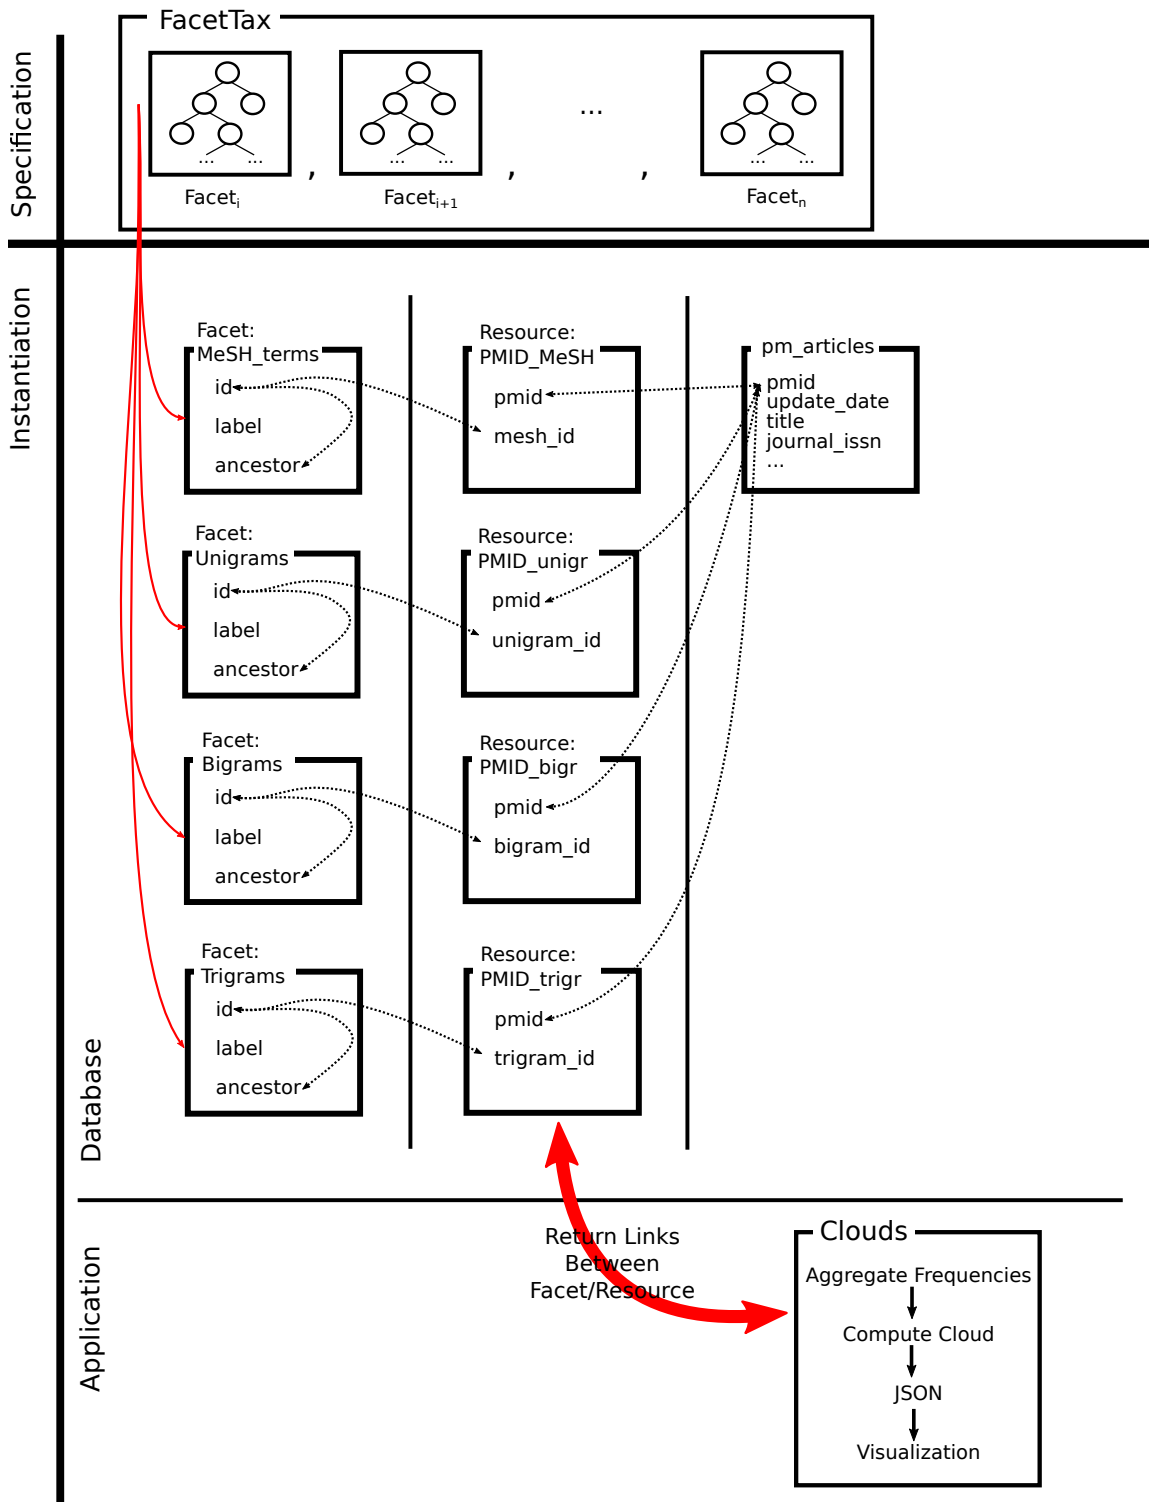 FacetTax
Specification
... ...
... ...
...
... ...
, , ,
Facet_i
Facet_{i+1}
Facet_n
Instantiation
Facet:
MeSH_terms
id
label
ancestor
Resource:
PMID_MeSH
pmid
mesh_id
pm_articles
pmid
update_date
title
journal_issn
...
Facet:
Unigrams
id
label
ancestor
Resource:
PMID_unigr
pmid
unigram_id
Facet:
Bigrams
id
label
ancestor
Resource:
PMID_bigr
pmid
bigram_id
Facet:
Trigrams
id
label
ancestor
Resource:
PMID_trigr
pmid
trigram_id
Database
Application
Return Links
Between
Facet/Resource
Clouds
Aggregate Frequencies
Compute Cloud
JSON
Visualization